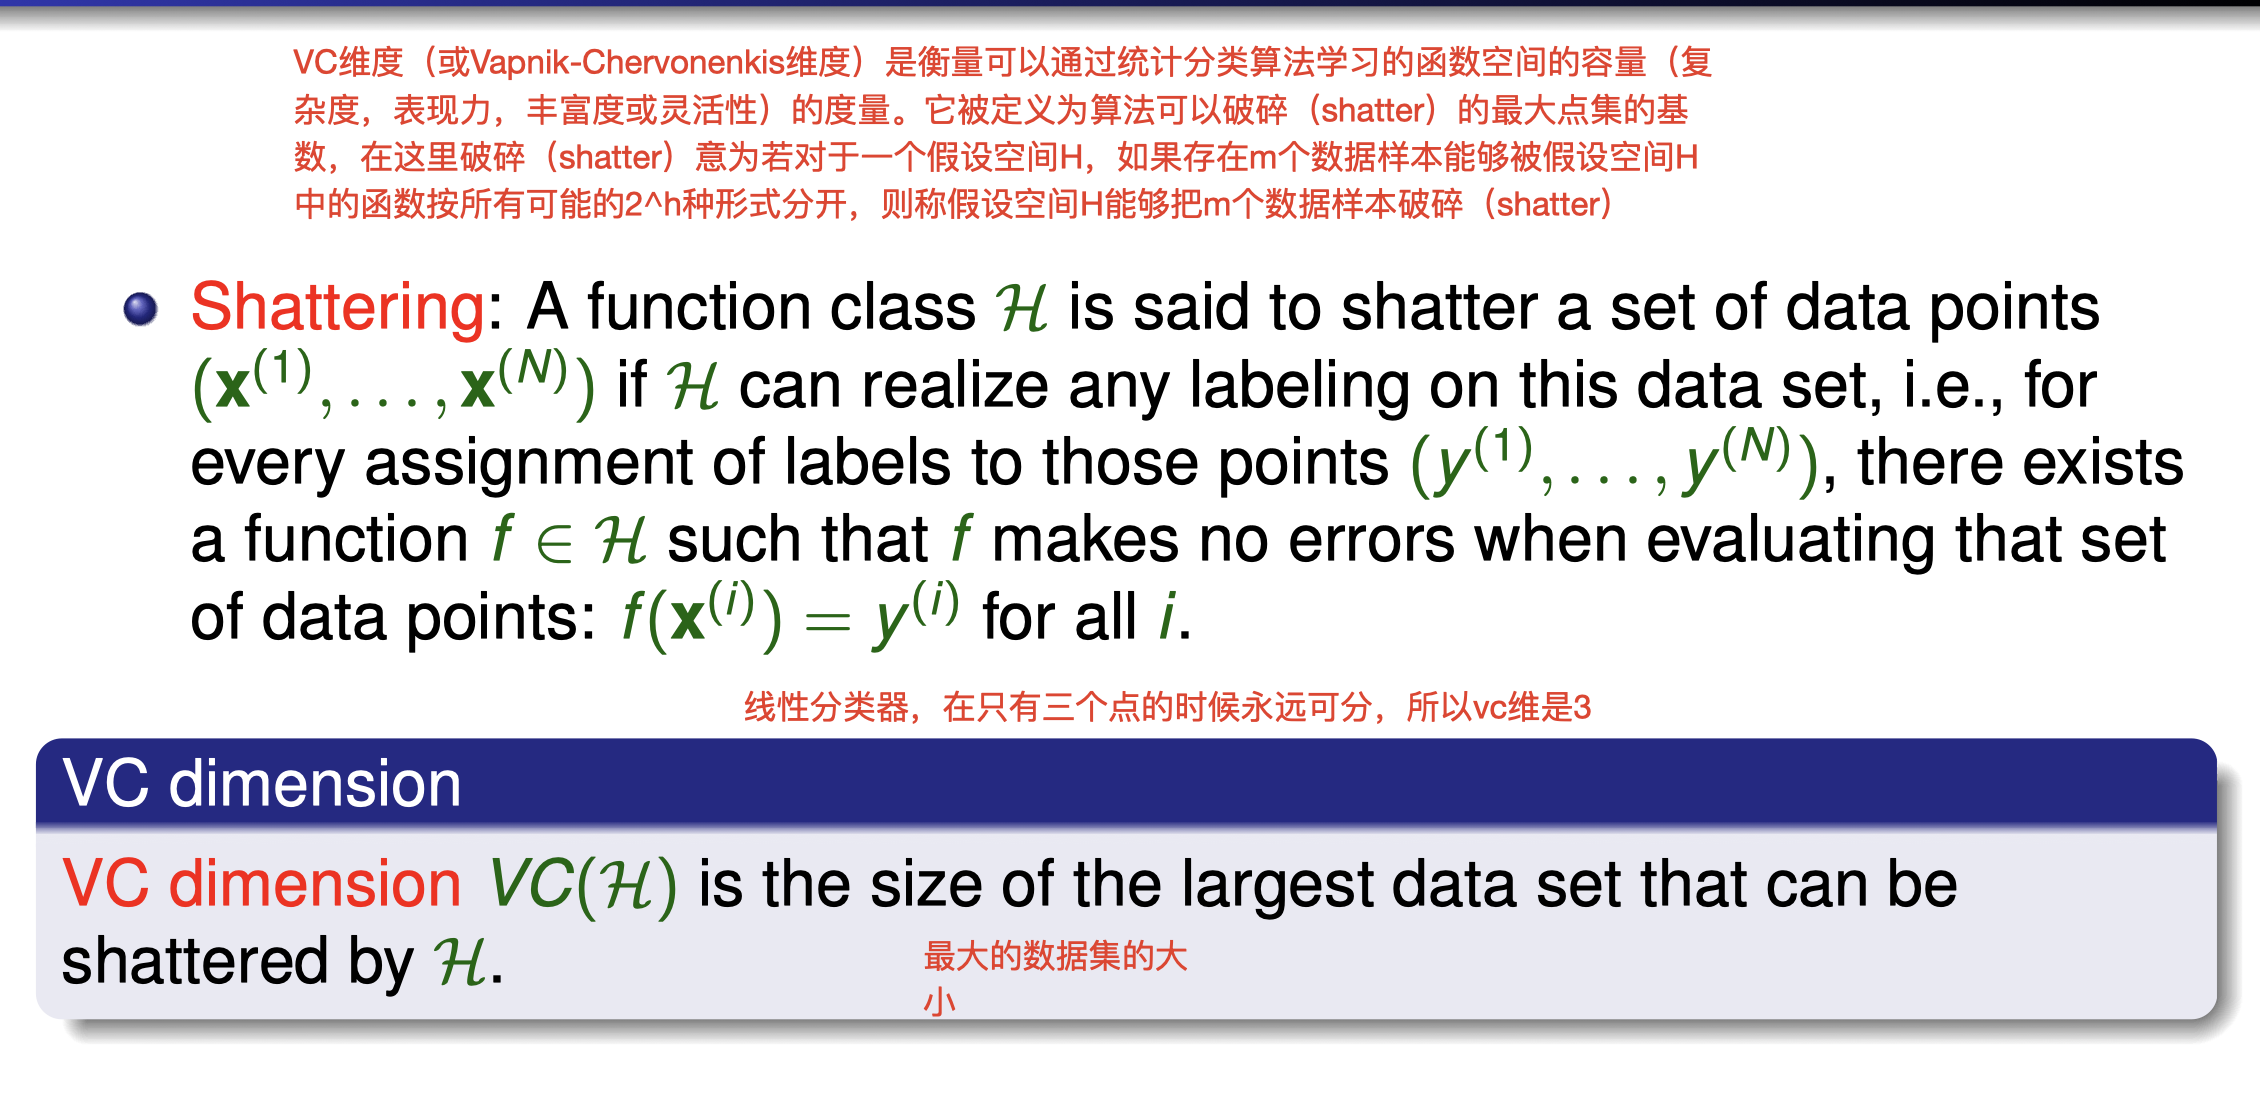 VC维度（或Vapnik-Chervonenkis维度）是衡量可以通过统计分类算法学习的函数空间的容量（复
杂度，表现力，丰富度或灵活性）的度量。它被定义为算法可以破碎（shatter）的最大点集的基
数，在这里破碎（shatter）意为若对于一个假设空间H，如果存在m个数据样本能够被假设空间H
中的函数按所有可能的2^h种形式分开，则称假设空间H能够把m个数据样本破碎（shatter）
Shattering: A function class ℋ is said to shatter a set of data points
(𝐱⁽¹⁾, . . . , 𝐱⁽ᴺ⁾) if ℋ can realize any labeling on this data set, i.e., for
every assignment of labels to those points (y⁽¹⁾, . . . , y⁽ᴺ⁾), there exists
a function f ∈ ℋ such that f makes no errors when evaluating that set
of data points: f(𝐱⁽ⁱ⁾) = y⁽ⁱ⁾ for all i.
线性分类器，在只有三个点的时候永远可分，所以vc维是3
VC dimension
VC dimension VC(ℋ) is the size of the largest data set that can be
shattered by ℋ.
最大的数据集的大
小